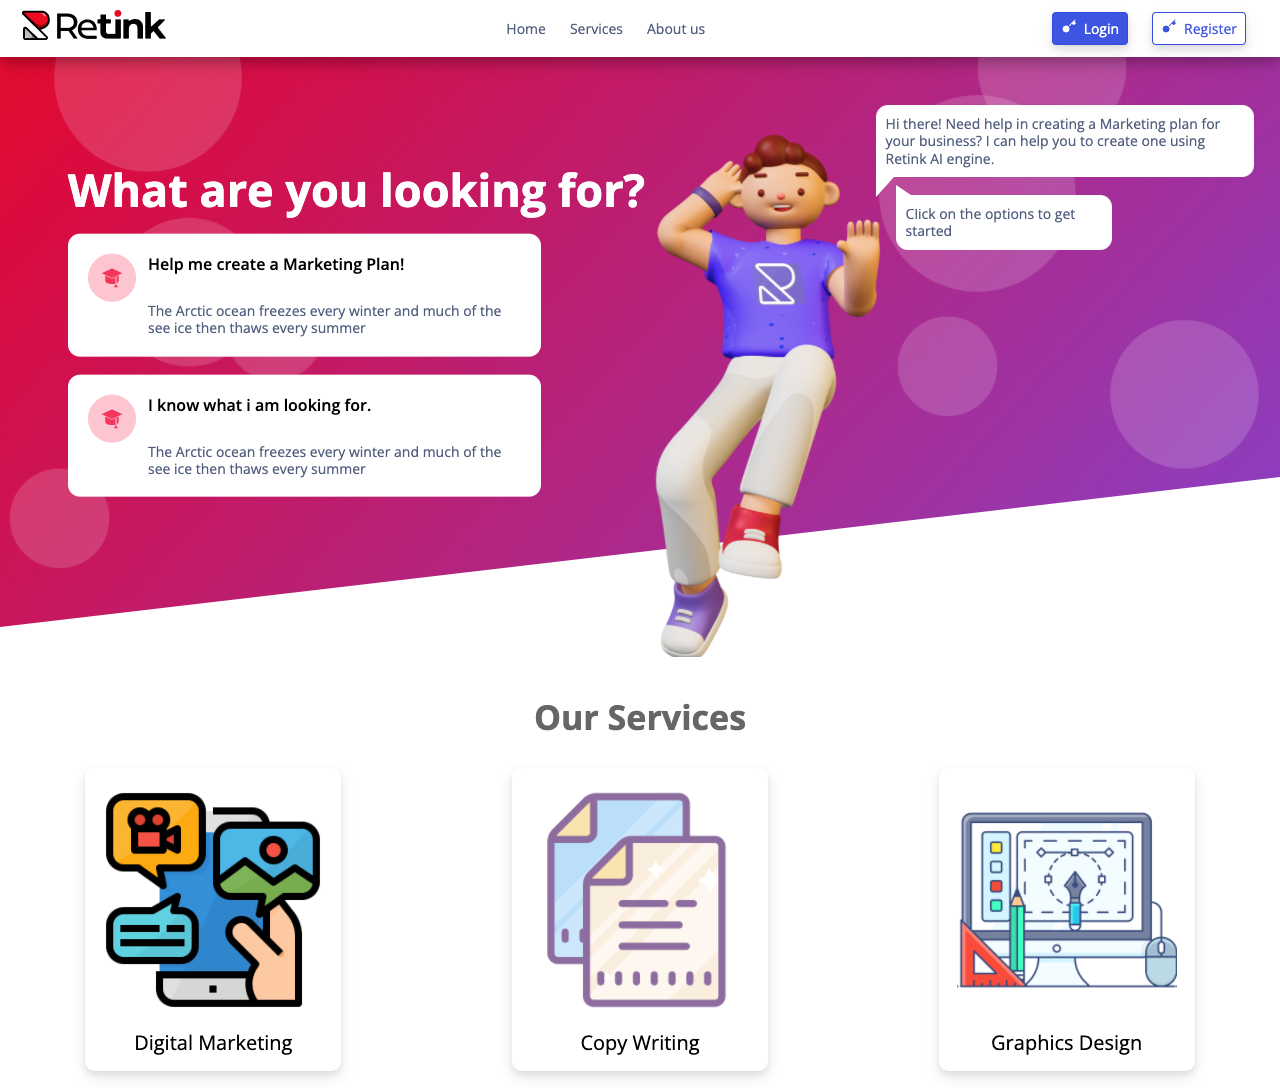 Retink
Home
Services
About us
Login
Register
Hi there! Need help in creating a Marketing plan for
your business? I can help you to create one using
Retink AI engine.
Click on the options to get
started
What are you looking for?
Help me create a Marketing Plan!
The Arctic ocean freezes every winter and much of the
see ice then thaws every summer
I know what i am looking for.
The Arctic ocean freezes every winter and much of the
see ice then thaws every summer
Our Services
Digital Marketing
Copy Writing
Graphics Design